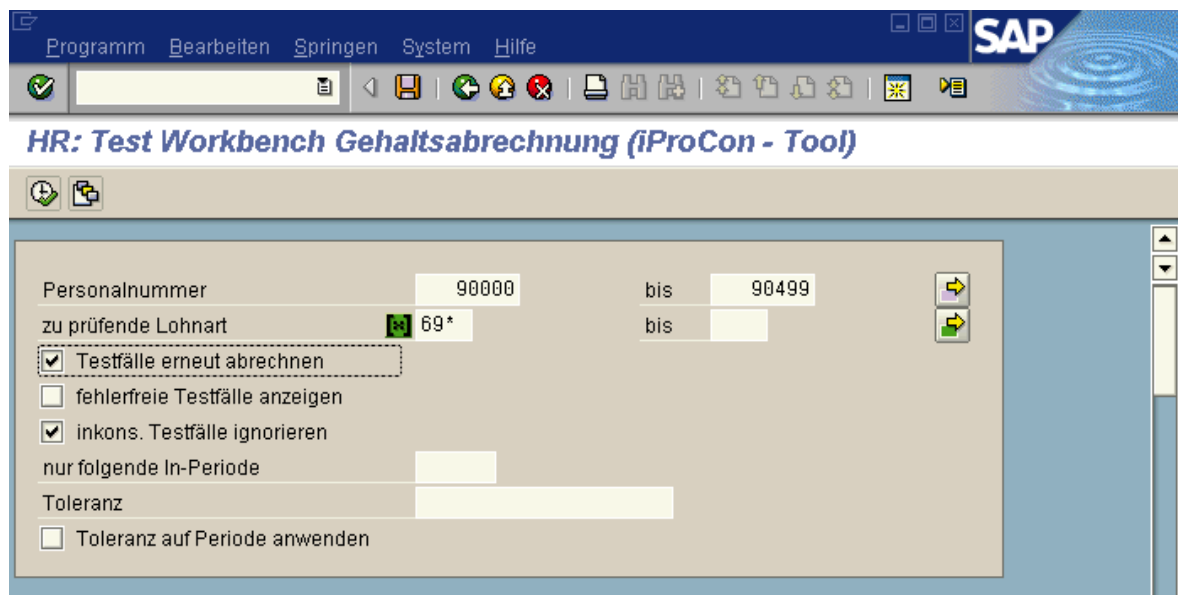 Programm Bearbeiten Springen System Hilfe
SAP
HR: Test Workbench Gehaltsabrechnung (iProCon - Tool)
Personalnummer 90000 bis 90499
zu prüfende Lohnart 69* bis
Testfälle erneut abrechnen
fehlerfreie Testfälle anzeigen
inkons. Testfälle ignorieren
nur folgende In-Periode
Toleranz
Toleranz auf Periode anwenden